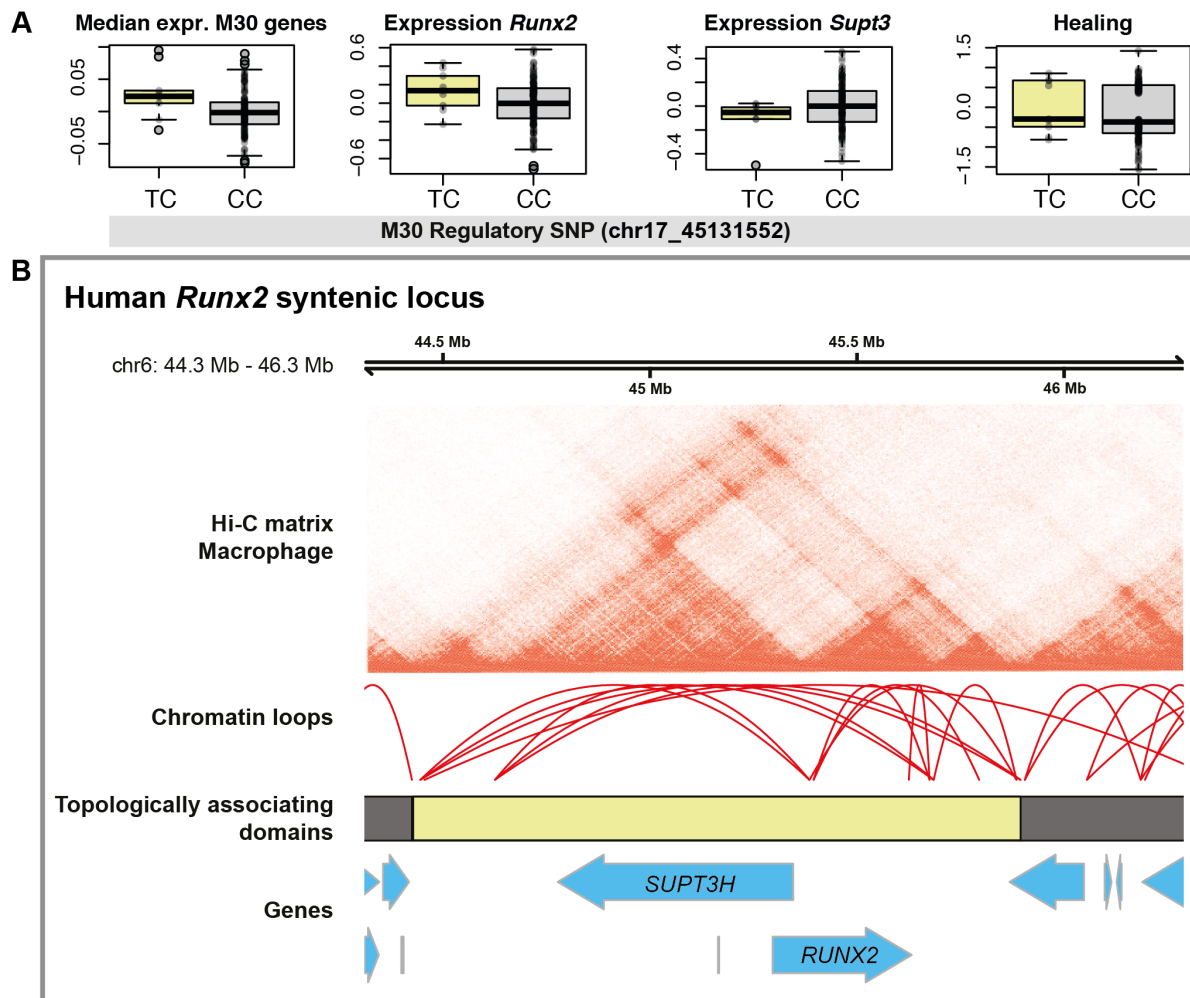 A
Median expr. M30 genes
Expression Runx2
Expression Supt3
Healing
0.05
−0.05
0.6
0.0
−0.6
0.4
0.0
−0.4
1.5
0.0
−1.5
TC
CC
TC
CC
TC
CC
TC
CC
M30 Regulatory SNP (chr17_45131552)
B
Human Runx2 syntenic locus
chr6: 44.3 Mb - 46.3 Mb
44.5 Mb
45.5 Mb
45 Mb
46 Mb
Hi-C matrix
Macrophage
Chromatin loops
Topologically associating
domains
Genes
SUPT3H
RUNX2